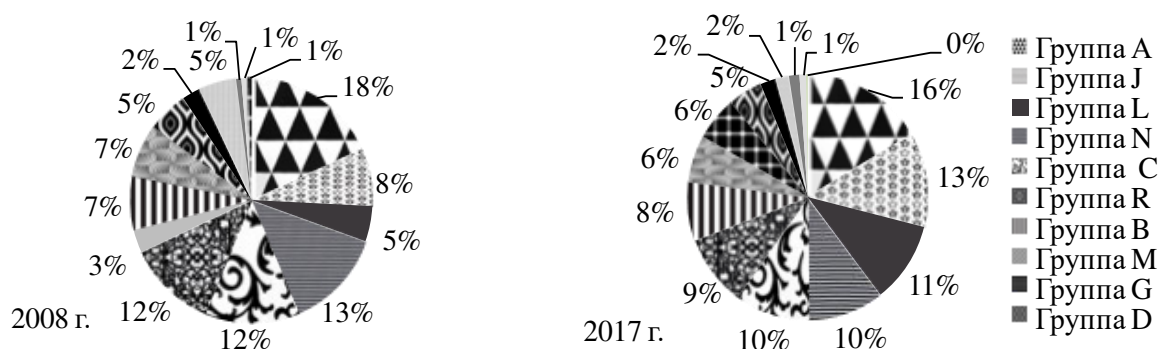 1%
1%
1%
5%
2%
18%
5%
7%
8%
7%
5%
3%
12%
12%
13%
2008 г.
2%
1%
1%
0%
2%
5%
16%
6%
6%
13%
8%
9%
11%
10%
10%
2017 г.
Группа A
Группа J
Группа L
Группа N
Группа C
Группа R
Группа B
Группа M
Группа G
Группа D